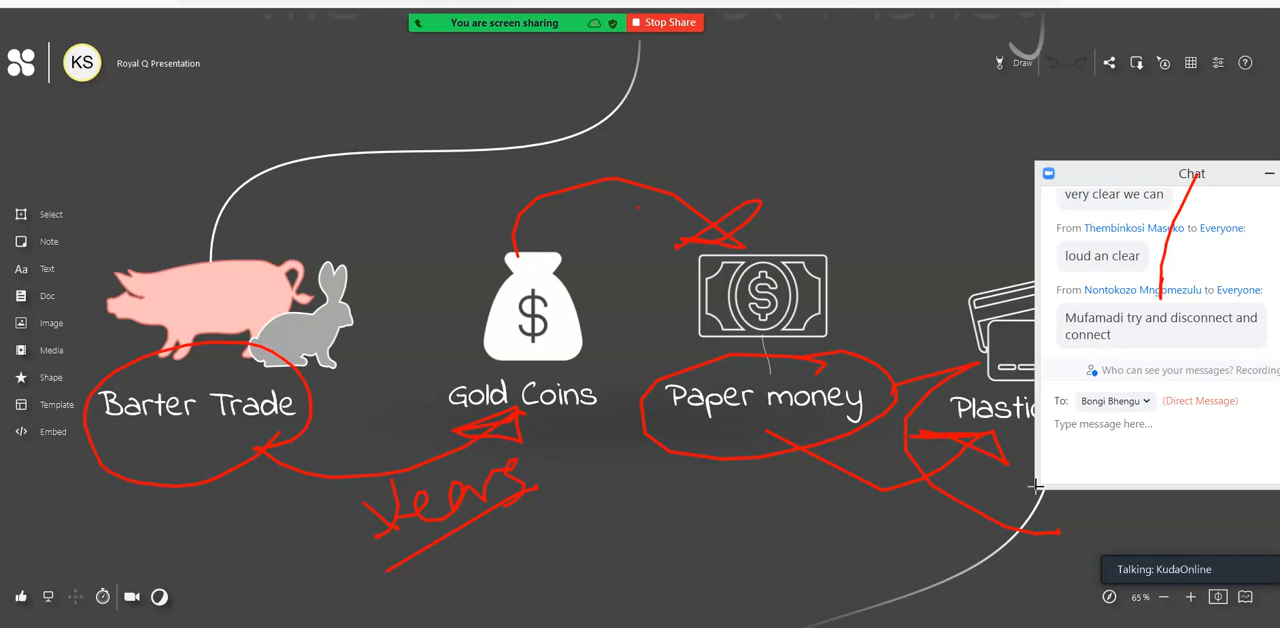 You are screen sharing
Stop Share
KS
Royal Q Presentation
Draw
Chat
very clear we can
From Thembinkosi Maseko to Everyone:
loud an clear
From Nontokozo Mngomezulu to Everyone:
Mufamadi try and disconnect and
connect
Who can see your messages? Recording
To: Bongi Bhengu (Direct Message)
Type message here...
Select
Note
Aa Text
Doc
Image
Media
Shape
Template
Embed
Barter Trade
Gold Coins
Paper money
Plastic
years
Talking: KudaOnline
65 %